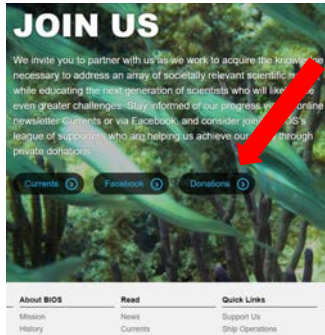 JOIN US
We invite you to partner with us as we work to acquire the knowledge
necessary to address an array of societally relevant scientific
while educating the next generation of scientists who will likely
even greater challenges. Stay informed of our progress via online
newsletter Currents or via Facebook, and consider
league of supporters who are helping us achieve our through
private donations.
Currents
Facebook
Donations
About BIOS
Read
Quick Links
Mission
News
Support Us
History
Currents
Ship Operations